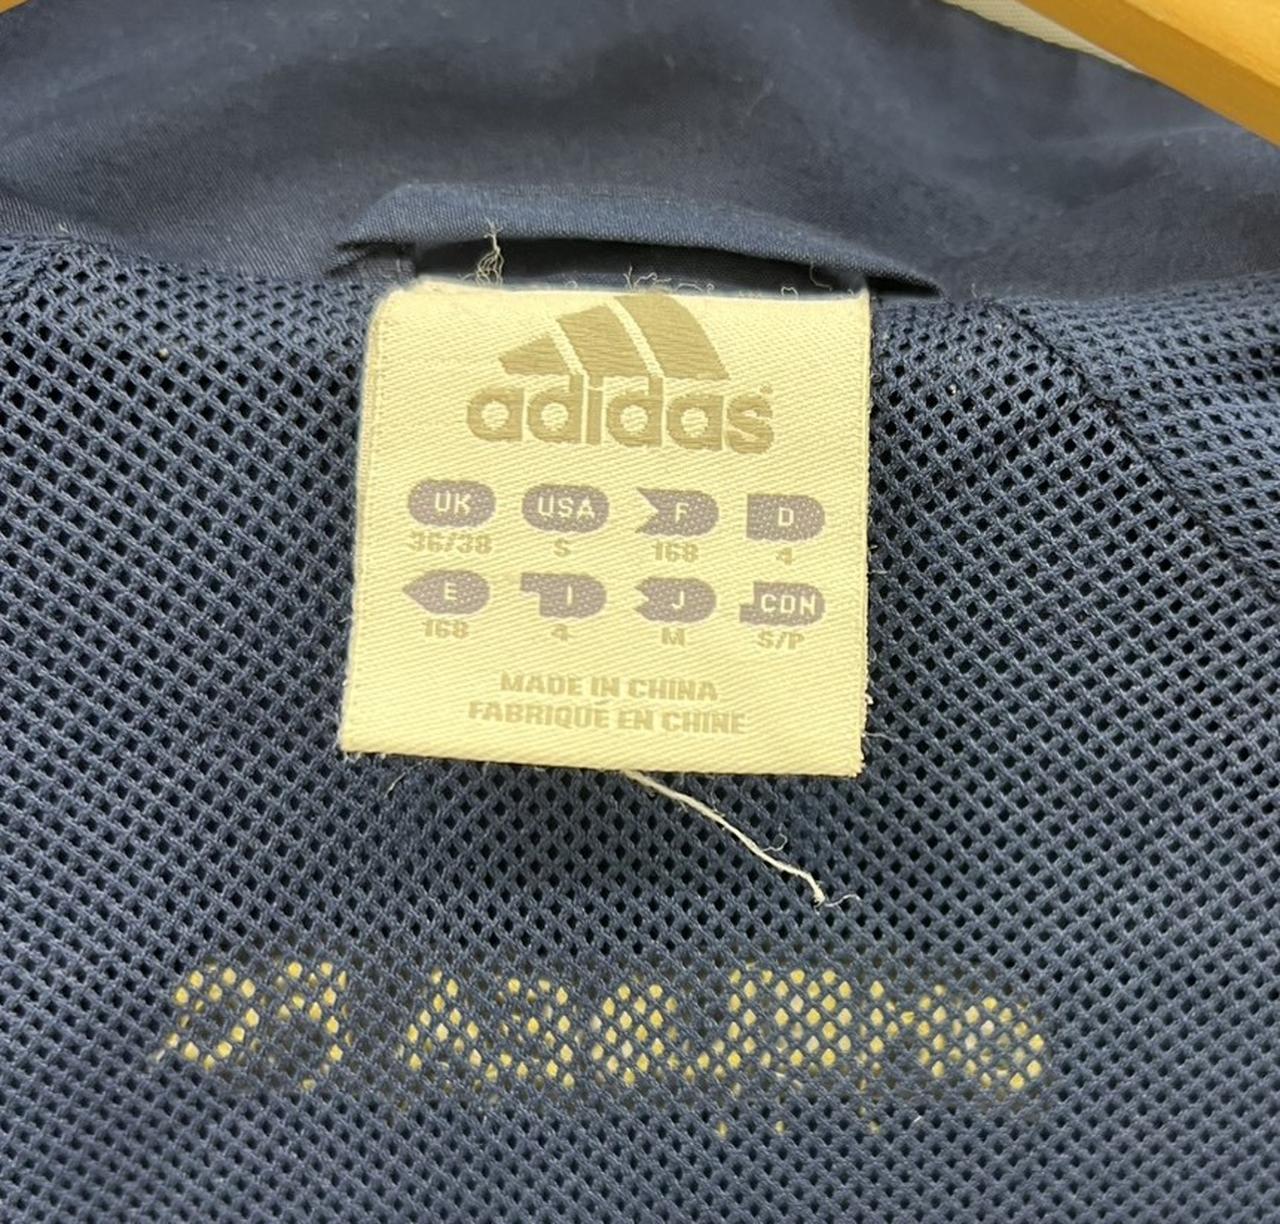 adidas
UK USA F D
36/38 S 168 4
E I J CDN
168 4 M S/P
MADE IN CHINA
FABRIQUÉ EN CHINE